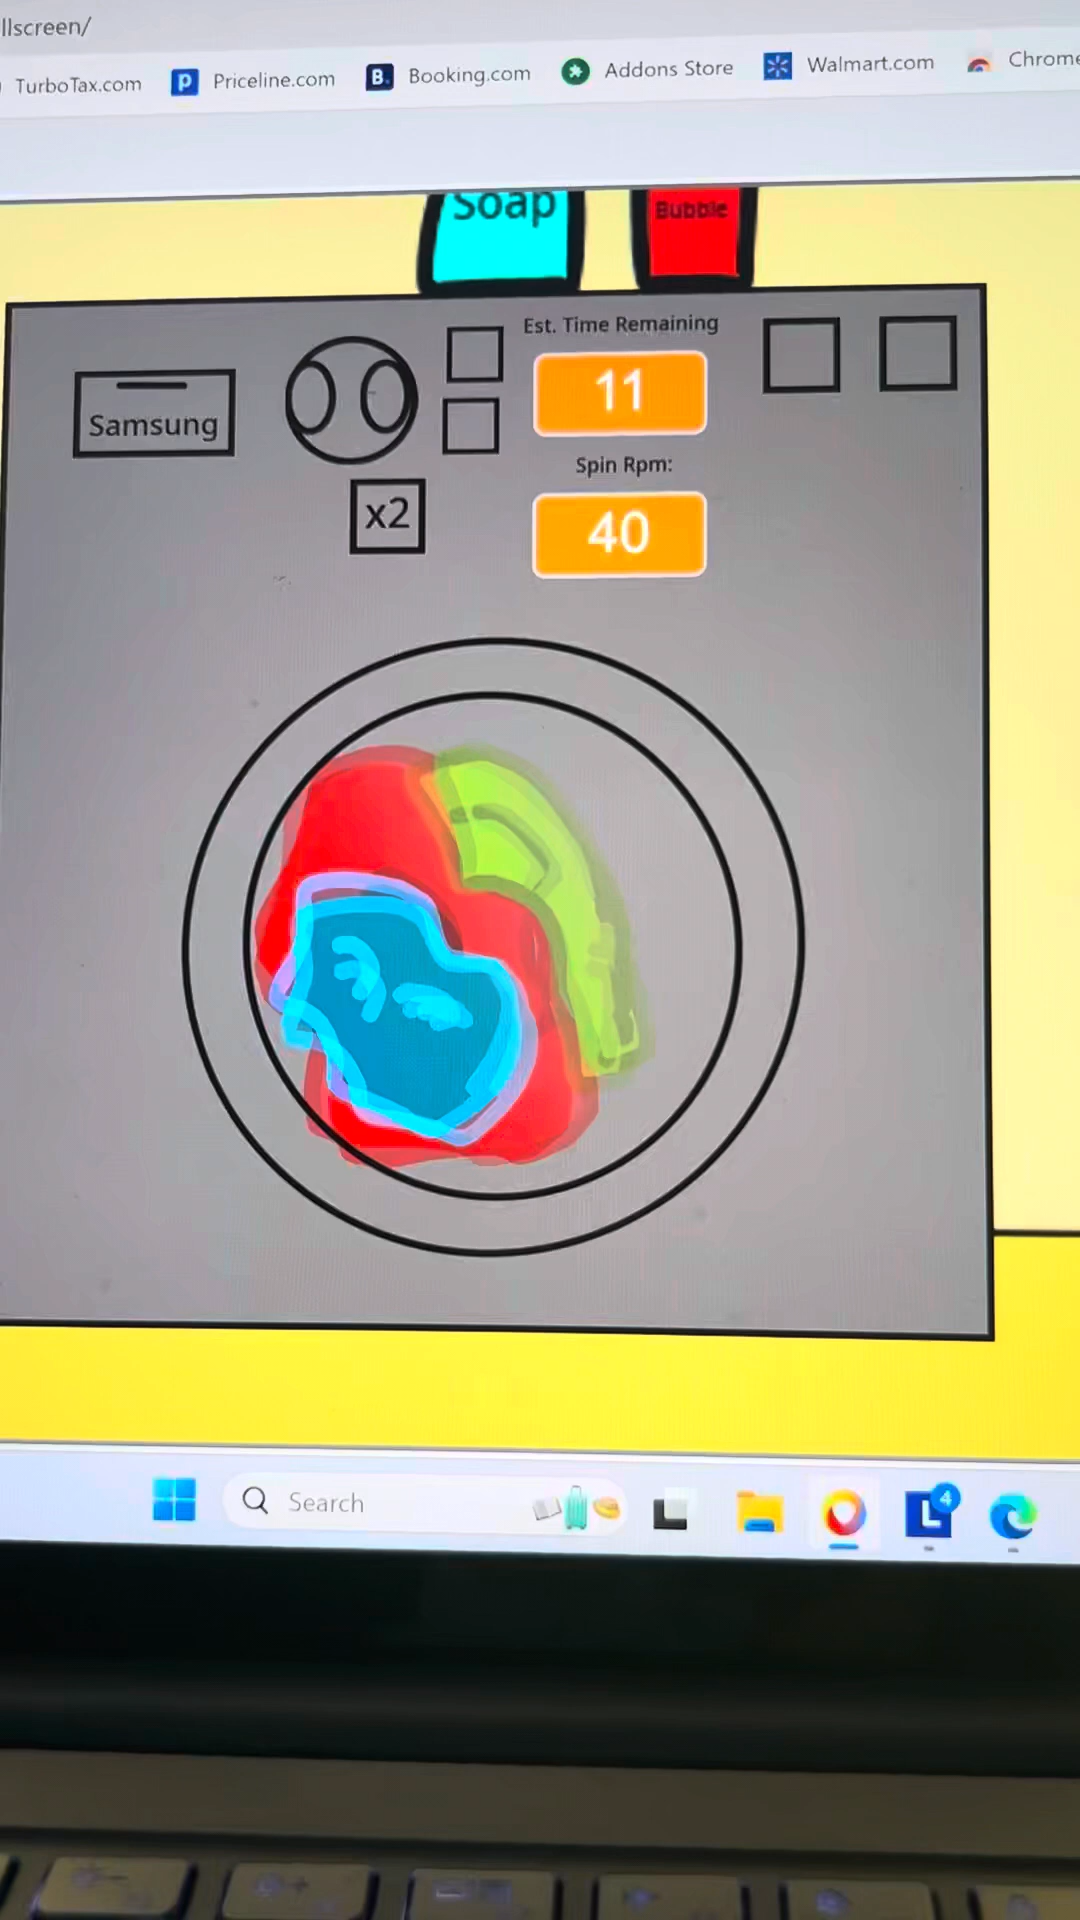 llscreen/
TurboTax.com
P Priceline.com
B. Booking.com
Addons Store
Walmart.com
Chrome
Soap
Bubble
Est. Time Remaining
11
Samsung
Spin Rpm:
x2
40
Search
L 4